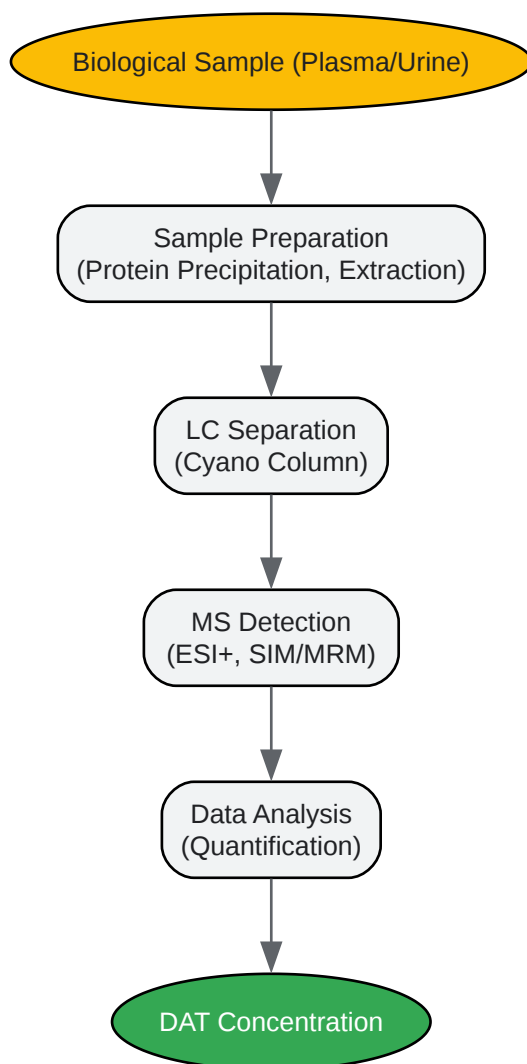 Biological Sample (Plasma/Urine)
Sample Preparation
(Protein Precipitation, Extraction)
LC Separation
(Cyano Column)
MS Detection
(ESI+, SIM/MRM)
Data Analysis
(Quantification)
DAT Concentration